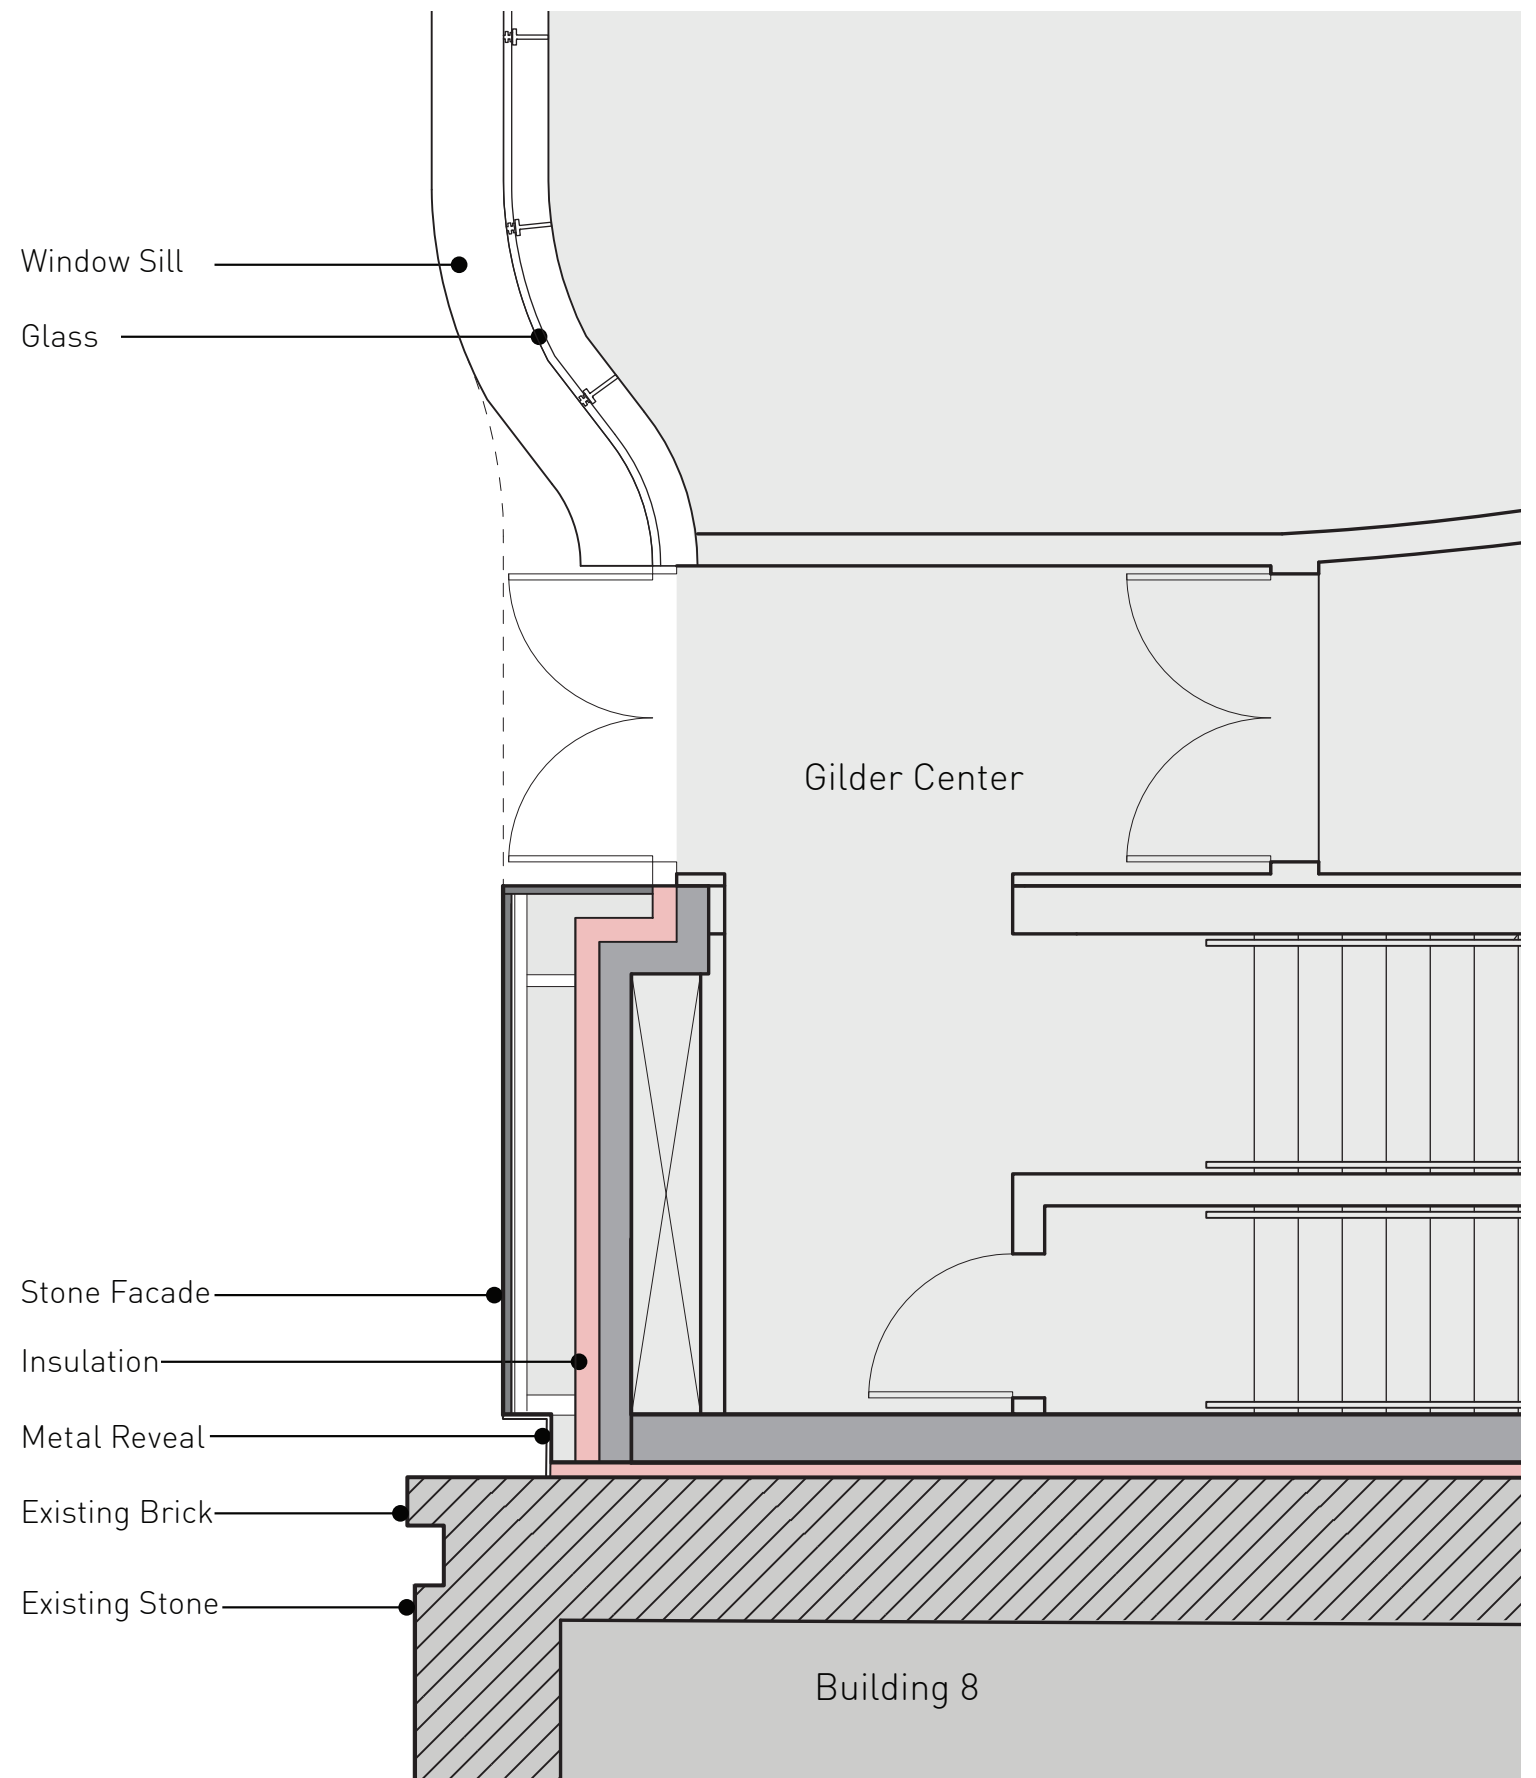 Window Sill
Glass
Gilder Center
Stone Facade
Insulation
Metal Reveal
Existing Brick
Existing Stone
Building 8